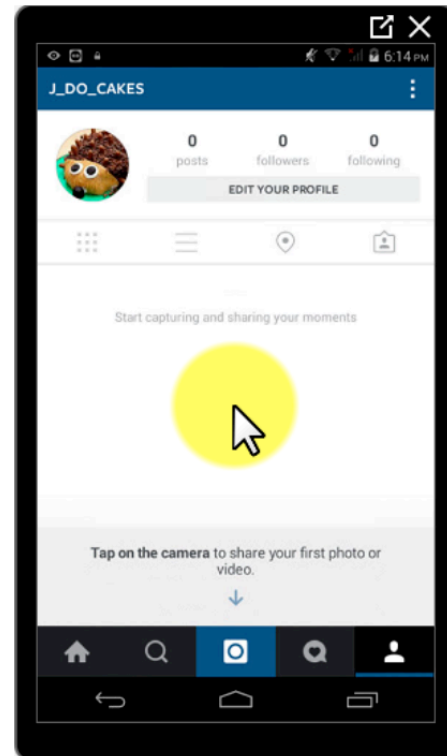 6:14 PM
J_DO_CAKES
0 0 0
posts followers following
EDIT YOUR PROFILE
Start capturing and sharing your moments
Tap on the camera to share your first photo or
video.